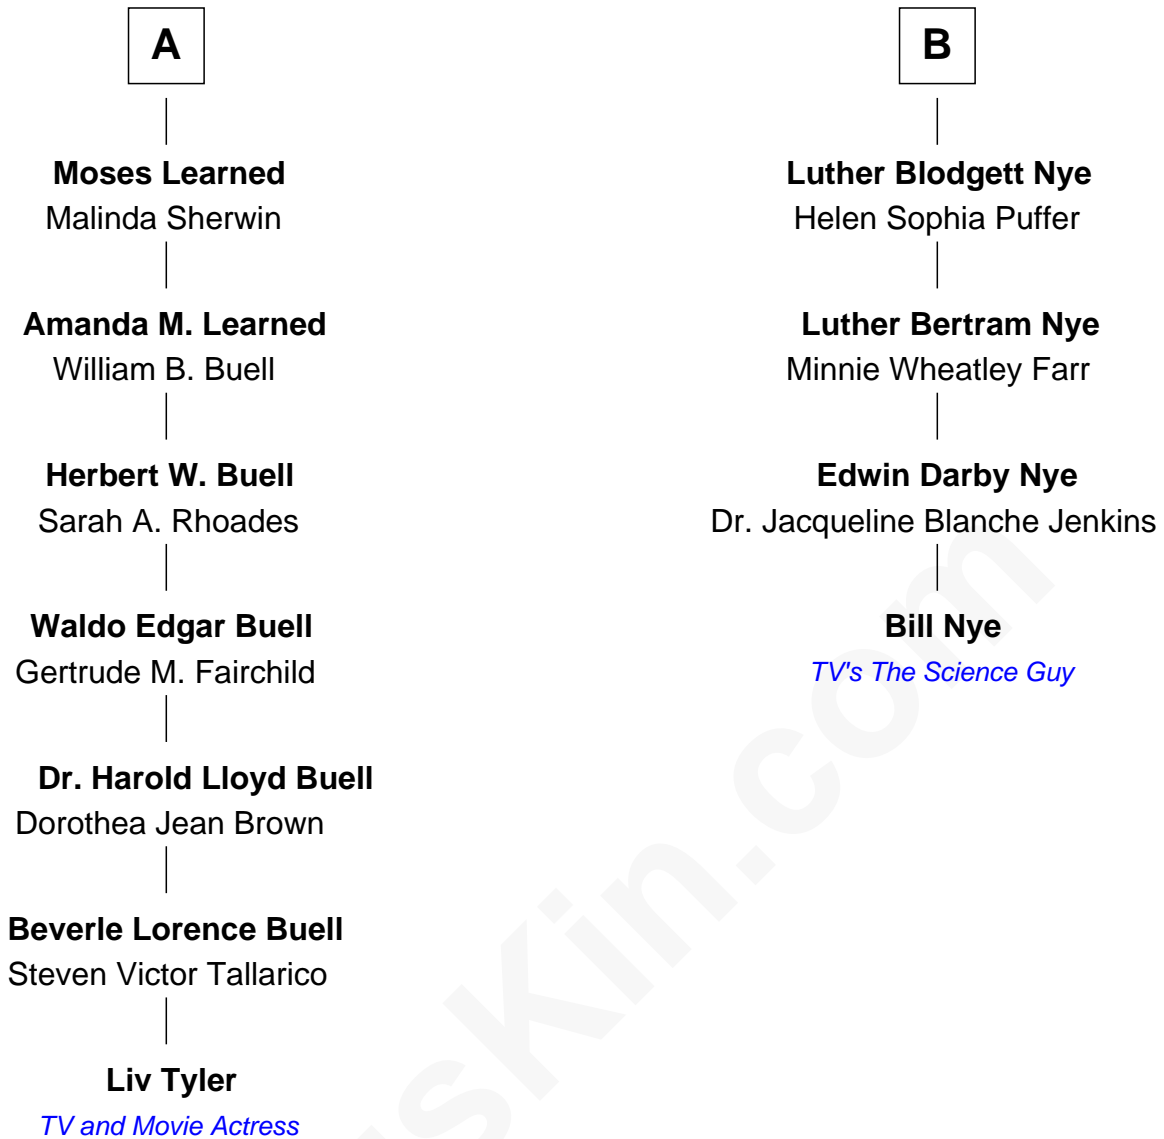 A
Moses Learned
Malinda Sherwin
Amanda M. Learned
William B. Buell
Herbert W. Buell
Sarah A. Rhoades
Waldo Edgar Buell
Gertrude M. Fairchild
Dr. Harold Lloyd Buell
Dorothea Jean Brown
Beverle Lorence Buell
Steven Victor Tallarico
Liv Tyler
TV and Movie Actress
B
Luther Blodgett Nye
Helen Sophia Puffer
Luther Bertram Nye
Minnie Wheatley Farr
Edwin Darby Nye
Dr. Jacqueline Blanche Jenkins
Bill Nye
TV's The Science Guy
sKin.com